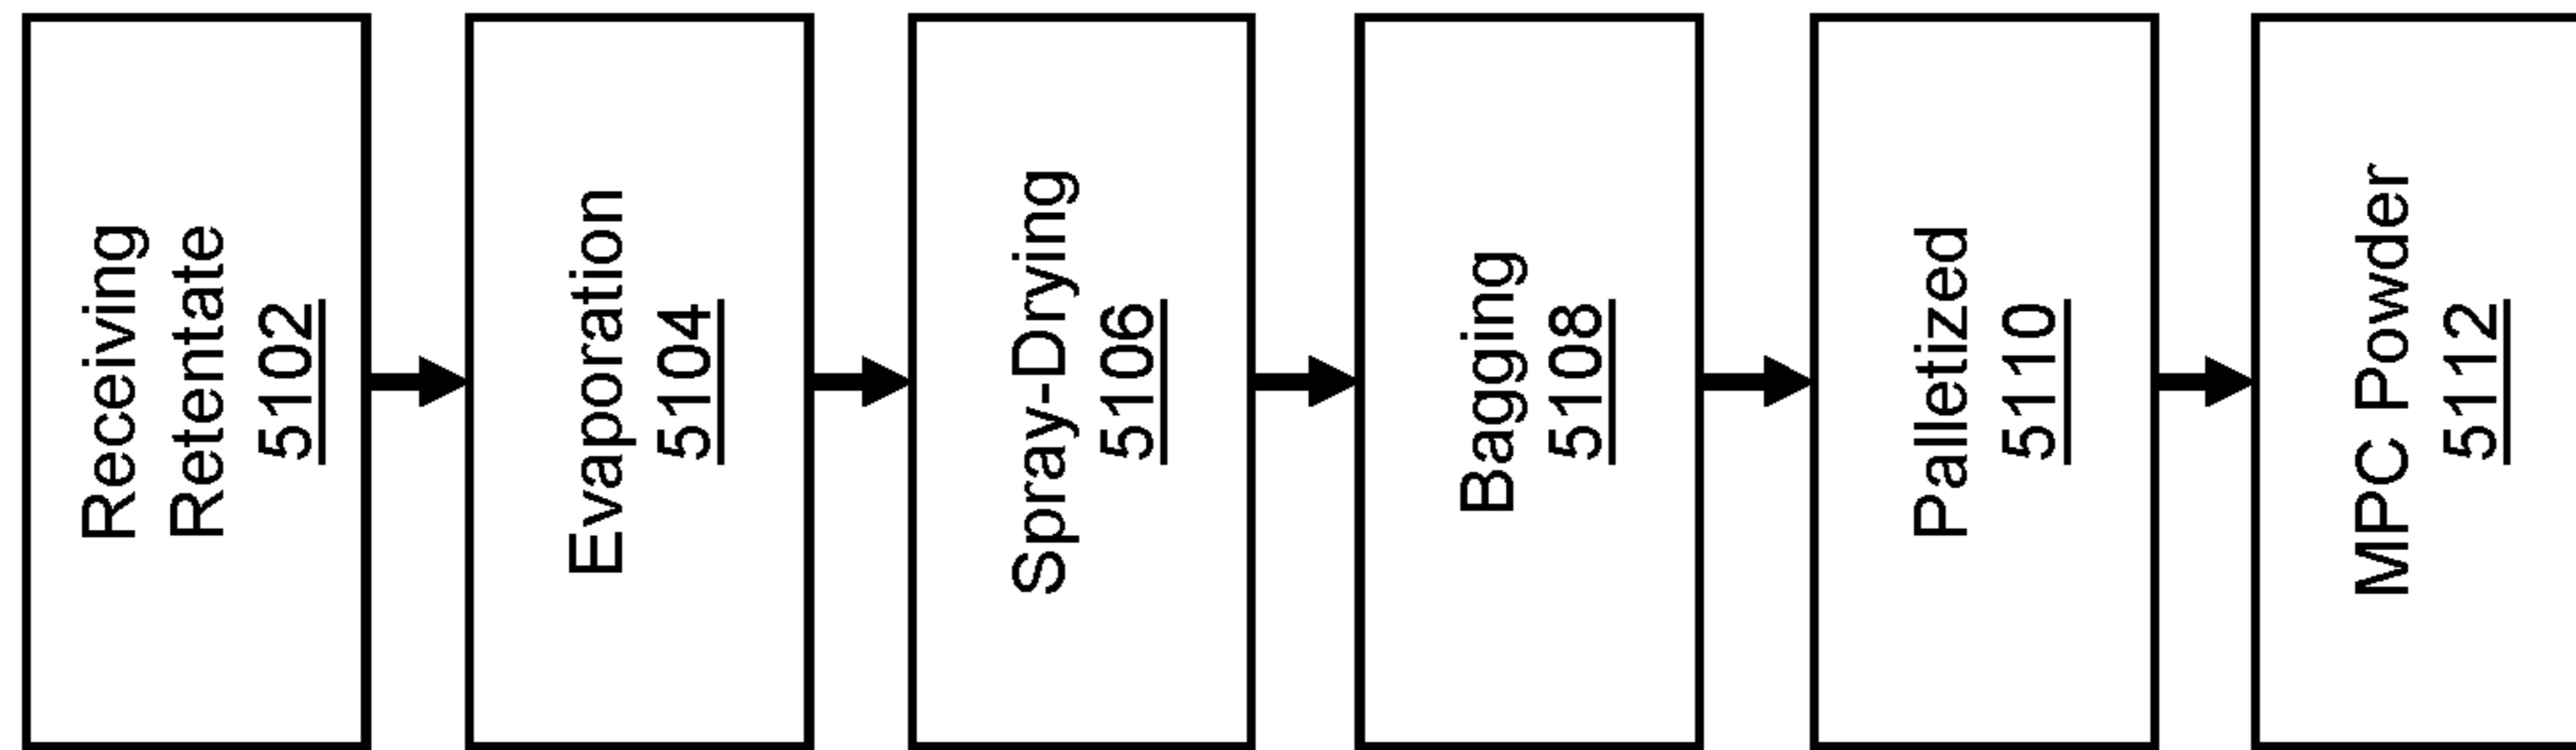 Receiving
Retentate
5102
Evaporation
5104
Spray-Drying
5106
Bagging
5108
Palletized
5110
MPC Powder
5112